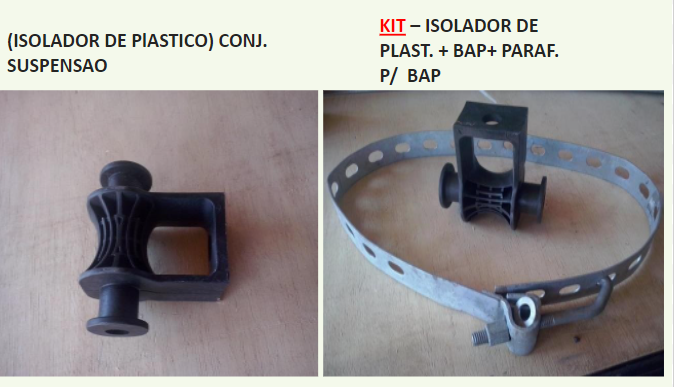 (ISOLADOR DE PlASTICO) CONJ.
SUSPENSAO
KIT – ISOLADOR DE
PLAST. + BAP+ PARAF.
P/ BAP